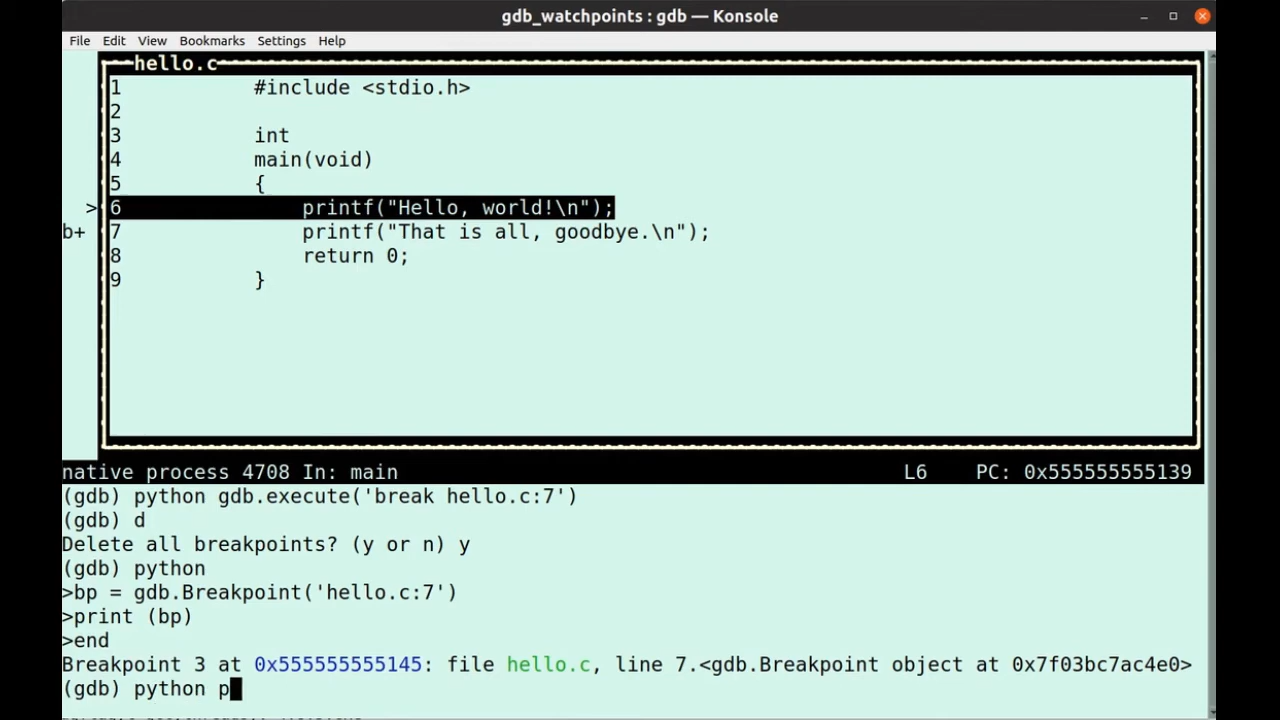 gdb_watchpoints : gdb — Konsole
File Edit View Bookmarks Settings Help
hello.c
1 #include <stdio.h>
2
3 int
4 main(void)
5 {
> 6 printf("Hello, world!\n");
b+ 7 printf("That is all, goodbye.\n");
8 return 0;
9 }
native process 4708 In: main L6 PC: 0x555555555139
(gdb) python gdb.execute('break hello.c:7')
(gdb) d
Delete all breakpoints? (y or n) y
(gdb) python
>bp = gdb.Breakpoint('hello.c:7')
>print (bp)
>end
Breakpoint 3 at 0x555555555145: file hello.c, line 7.<gdb.Breakpoint object at 0x7f03bc7ac4e0>
(gdb) python p